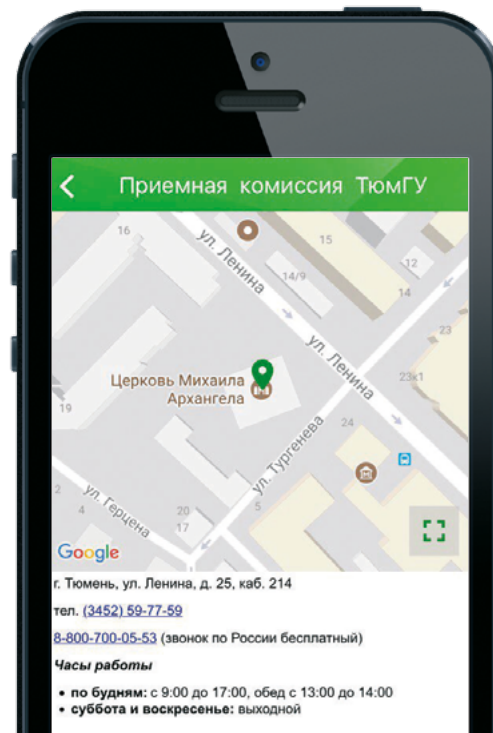 Приемная комиссия ТюмГУ
16
ул. Ленина
15
12
14/9
14
23
ул. Ленина
Церковь Михаила
Архангела
23к1
19
24
ул. Тургенева
2
ул. Герцена
4
20
17
5
Google
г. Тюмень, ул. Ленина, д. 25, каб. 214
тел. (3452) 59-77-59
8-800-700-05-53 (звонок по России бесплатный)
Часы работы
• по будням: с 9:00 до 17:00, обед с 13:00 до 14:00
• суббота и воскресенье: выходной